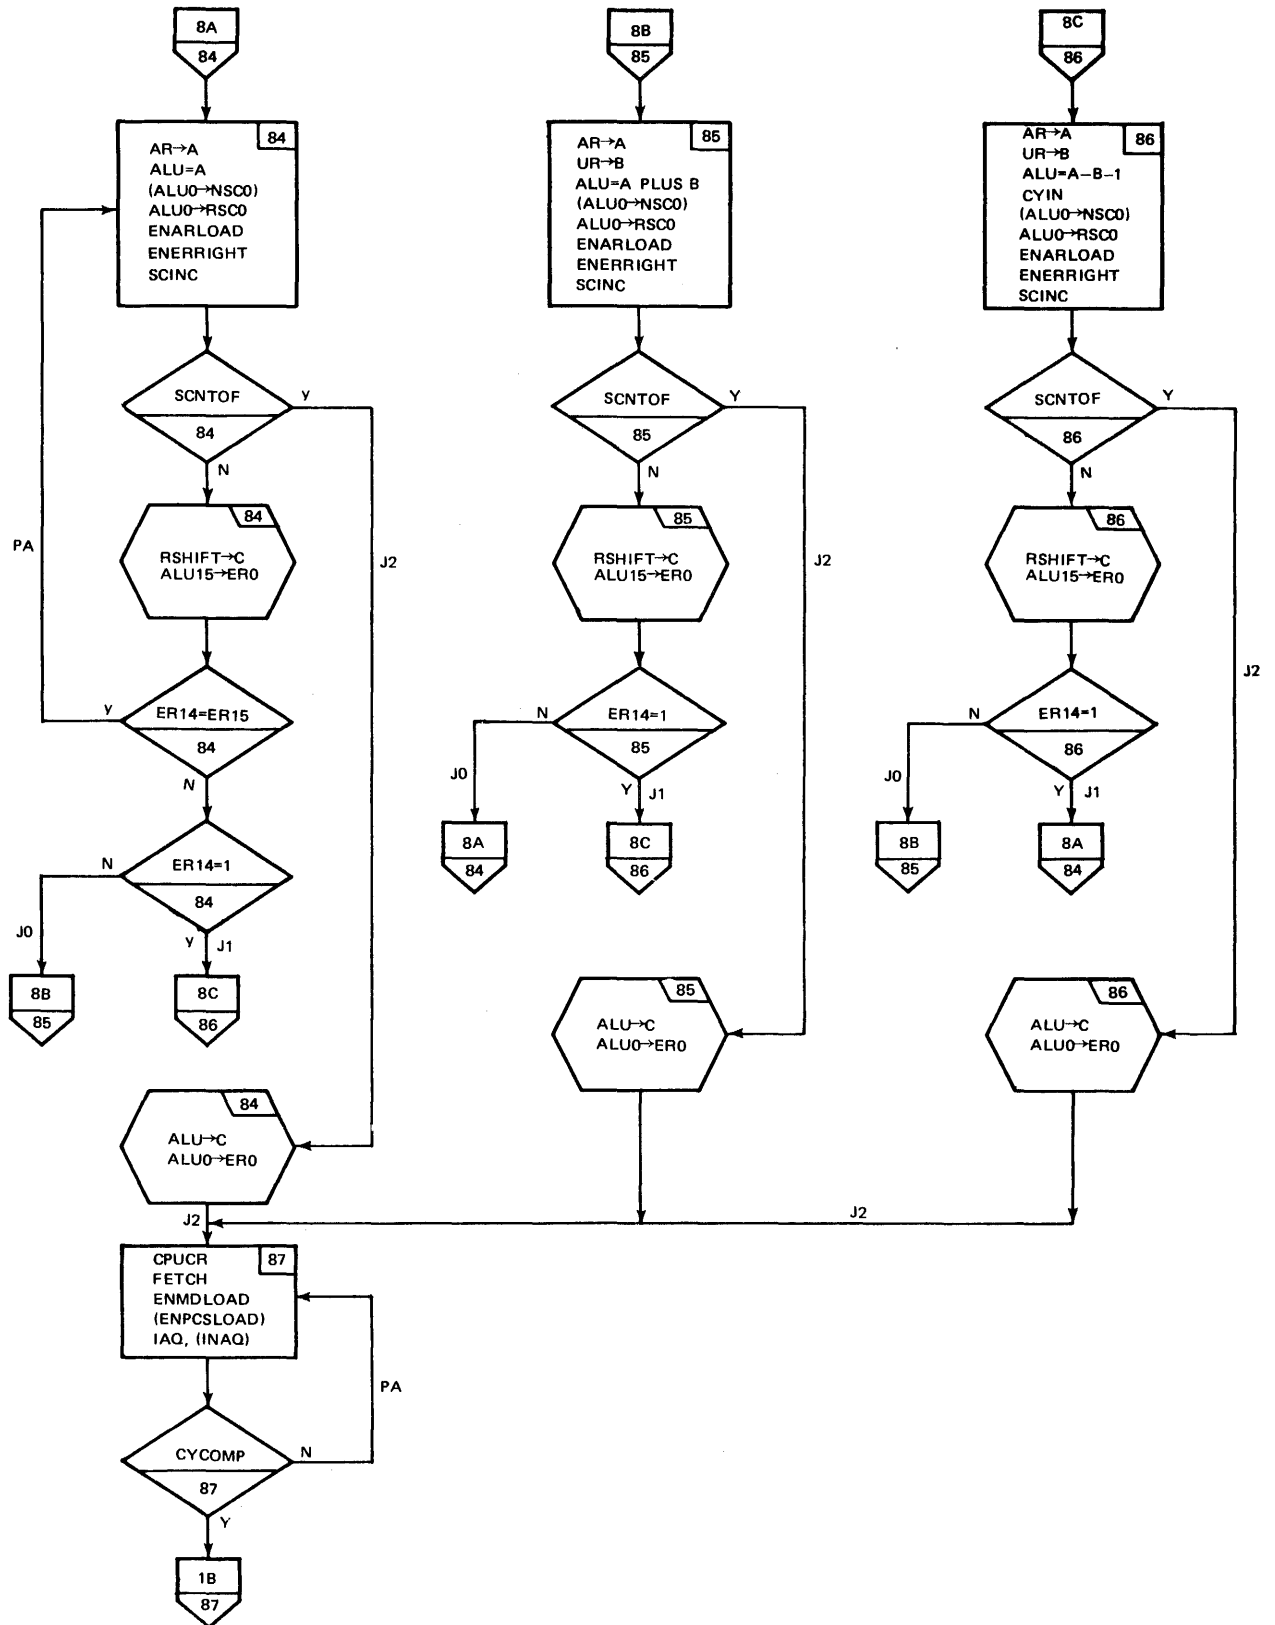 8A
84
84
AR→A
ALU=A
(ALU0→NSC0)
ALU0→RSC0
ENARLOAD
ENERRIGHT
SCINC
SCNTOF
84
y
N
84
RSHIFT→C
ALU15→ER0
PA
J2
ER14=ER15
84
y
N
ER14=1
84
N
J0
y
J1
8B
85
8C
86
84
ALU→C
ALU0→ER0
J2
CPUCR
87
FETCH
ENMDLOAD
(ENPCSLOAD)
IAQ, (INAQ)
PA
CYCOMP
N
87
Y
1B
87
8B
85
85
AR→A
UR→B
ALU=A PLUS B
(ALU0→NSC0)
ALU0→RSC0
ENARLOAD
ENERRIGHT
SCINC
SCNTOF
85
Y
N
85
RSHIFT→C
ALU15→ER0
J2
N
ER14=1
85
J0
Y
J1
8A
84
8C
86
85
ALU→C
ALU0→ER0
8C
86
86
AR→A
UR→B
ALU=A−B−1
CYIN
(ALU0→NSC0)
ALU0→RSC0
ENARLOAD
ENERRIGHT
SCINC
SCNTOF
86
Y
N
86
RSHIFT→C
ALU15→ER0
J2
N
ER14=1
86
J0
Y
J1
8B
85
8A
84
86
ALU→C
ALU0→ER0
J2